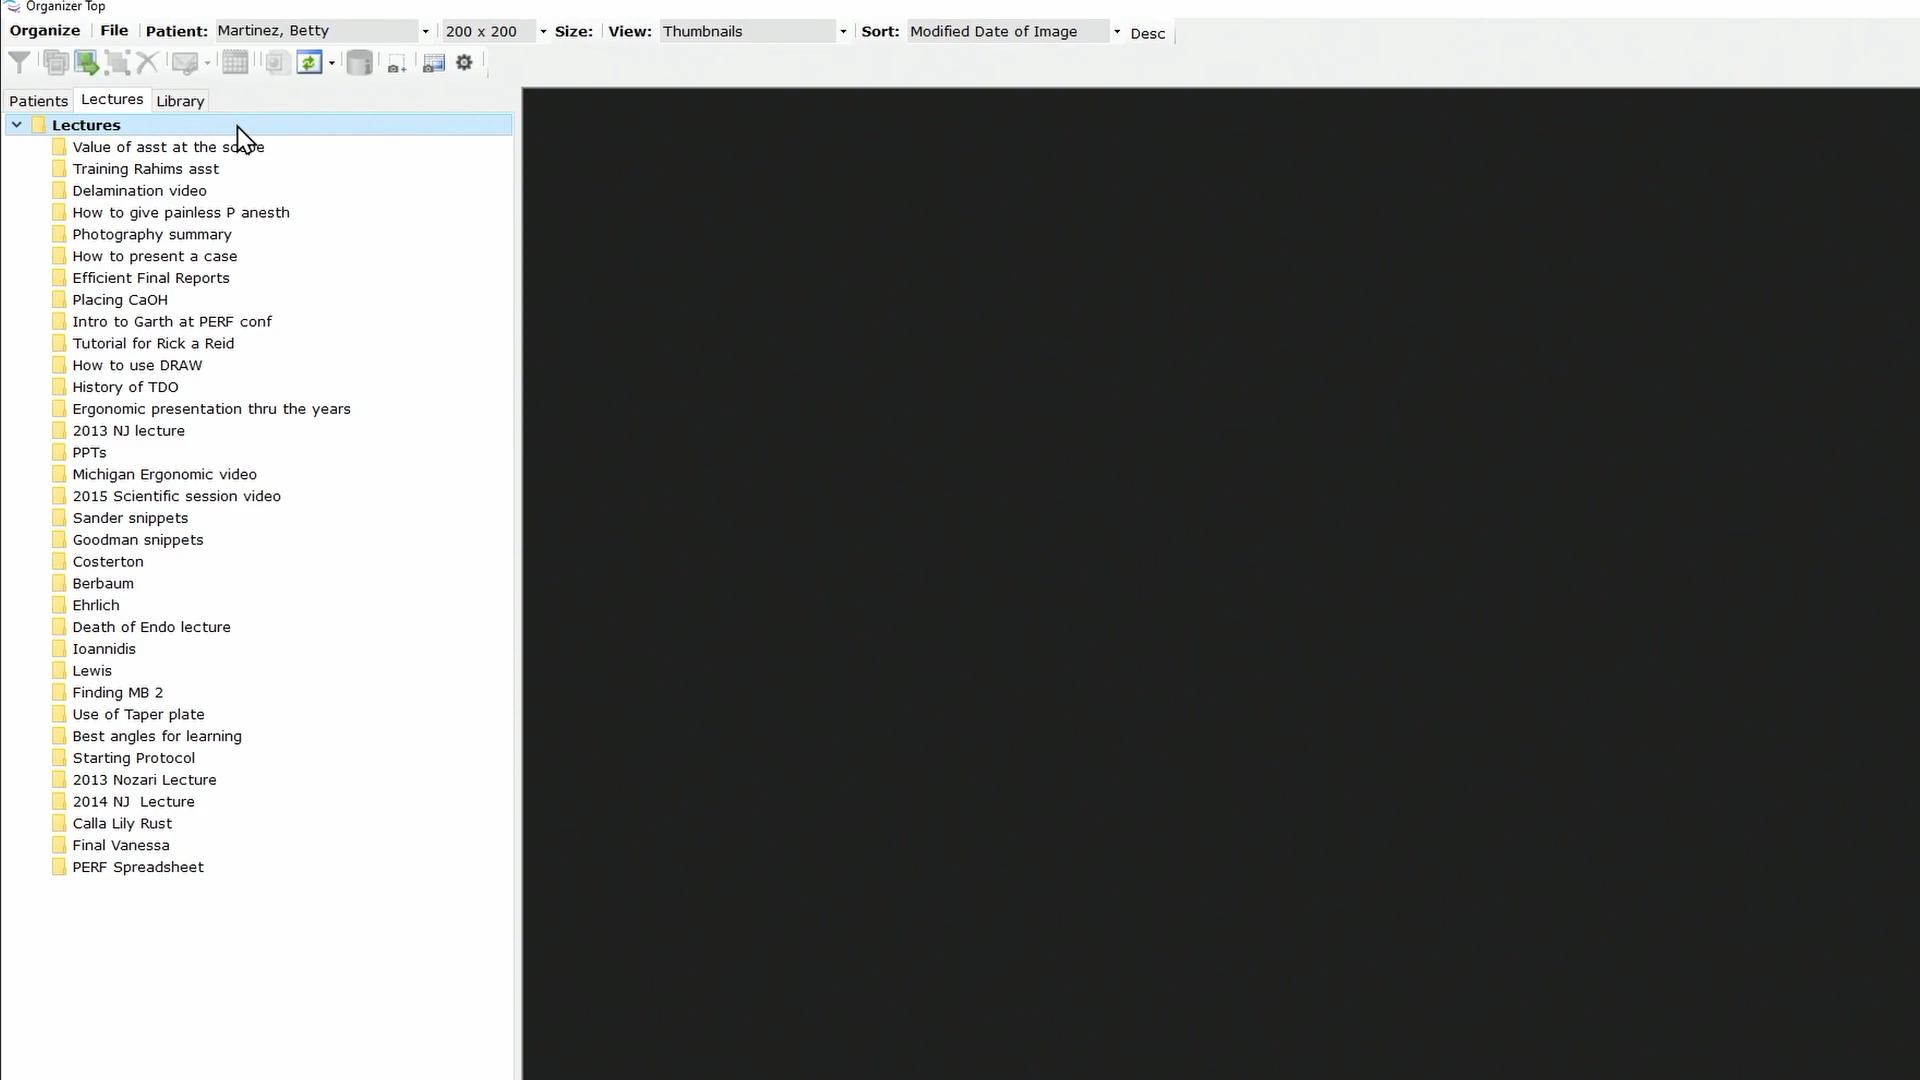 Organizer Top
Organize File Patient: Martinez, Betty 200 x 200 Size: View: Thumbnails Sort: Modified Date of Image Desc
Patients Lectures Library
Lectures
Value of asst at the
Training Rahims asst
Delamination video
How to give painless P anesth
Photography summary
How to present a case
Efficient Final Reports
Placing CaOH
Intro to Garth at PERF conf
Tutorial for Rick a Reid
How to use DRAW
History of TDO
Ergonomic presentation thru the years
2013 NJ lecture
PPTs
Michigan Ergonomic video
2015 Scientific session video
Sander snippets
Goodman snippets
Costerton
Berbaum
Ehrlich
Death of Endo lecture
Ioannidis
Lewis
Finding MB 2
Use of Taper plate
Best angles for learning
Starting Protocol
2013 Nozari Lecture
2014 NJ  Lecture
Calla Lily Rust
Final Vanessa
PERF Spreadsheet